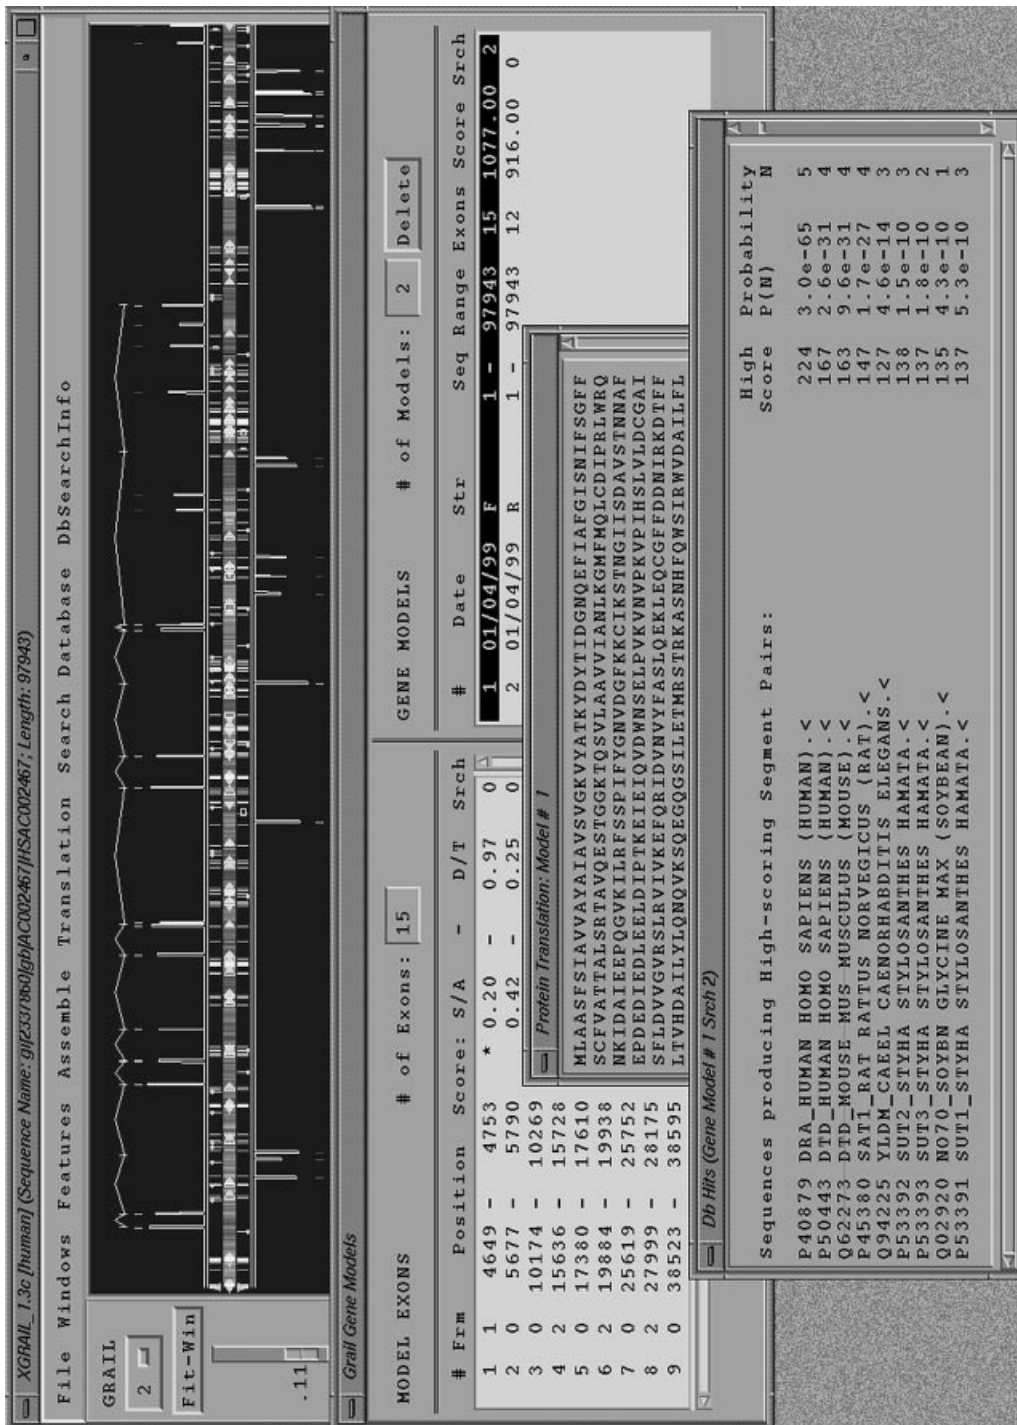 XGRAIL_1.3c [human] (Sequence Name: gi|2337860|gb|AC002467|HSAC002467; Length: 97943)
File Windows Features Assemble Translation Search Database DbSearchInfo
GRAIL
2
Fit-Win
.11
Grail Gene Models
MODEL EXONS # of Exons: 15
# Frm Position Score: S/A - D/T Srch
1 1 4649 - 4753 * 0.20 - 0.97 0
2 0 5677 - 5790 0.42 - 0.25 0
3 0 10174 - 10269
4 2 15636 - 15728
5 0 17380 - 17610
6 2 19884 - 19938
7 0 25619 - 25752
8 2 27999 - 28175
9 0 38523 - 38595
GENE MODELS # of Models: 2 Delete
# Date Str Seq Range Exons Score Srch
1 01/04/99 F 1 - 97943 15 1077.00 2
2 01/04/99 R 1 - 97943 12 916.00 0
Protein Translation: Model # 1
MLAASFSIAVVAYAIAVSVGKVYATKYDYTIDGNQEFIAFGISNIFSGFF
SCFVATTALSRTAVQESTGGKTQSVLAAVVIANLKGMFMQLCDIPRLWRQ
NKIDAIEEPQGVKILRFSSPIFYGNVDGFKKCIKSTNGIISDAVSTNNAF
EPDEDIEDLEELDIPTKEIEIQVDWNSELPVKVNVPKVPIHSLVLDCGAI
SFLDVVGVRSLRVIVKEFQRIDVNVYFASLQEKLEQCGFFDDNIRKDTFF
LTVHDAILYLQNQVKSQEGQGSILETMRSTRKASNHFQWSIRWVDAILFL
Db Hits (Gene Model # 1 Srch 2)
High Probability
Sequences producing High-scoring Segment Pairs: Score P(N) N
P40879 DRA_HUMAN HOMO SAPIENS (HUMAN).< 224 3.0e-65 5
P50443 DTD_HUMAN HOMO SAPIENS (HUMAN).< 167 2.6e-31 4
Q62273 DTD_MOUSE MUS MUSCULUS (MOUSE).< 163 9.6e-31 4
P45380 SAT1_RAT RATTUS NORVEGICUS (RAT).< 147 1.7e-27 4
Q94225 YLDM_CAEEL CAENORHABDITIS ELEGANS.< 127 4.6e-14 3
P53392 SUT2_STYHA STYLOSANTHES HAMATA.< 138 1.5e-10 3
P53393 SUT3_STYHA STYLOSANTHES HAMATA.< 137 1.8e-10 2
Q02920 NO70_SOYBN GLYCINE MAX (SOYBEAN).< 135 4.3e-10 1
P53391 SUT1_STYHA STYLOSANTHES HAMATA.< 137 5.3e-10 3